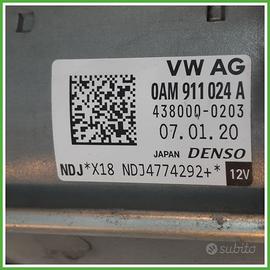 VW AG
0AM 911 024 A
438000-0203
07.01.20
JAPAN DENSO
NDJ*X18 NDJ4774292+*
12V
subito